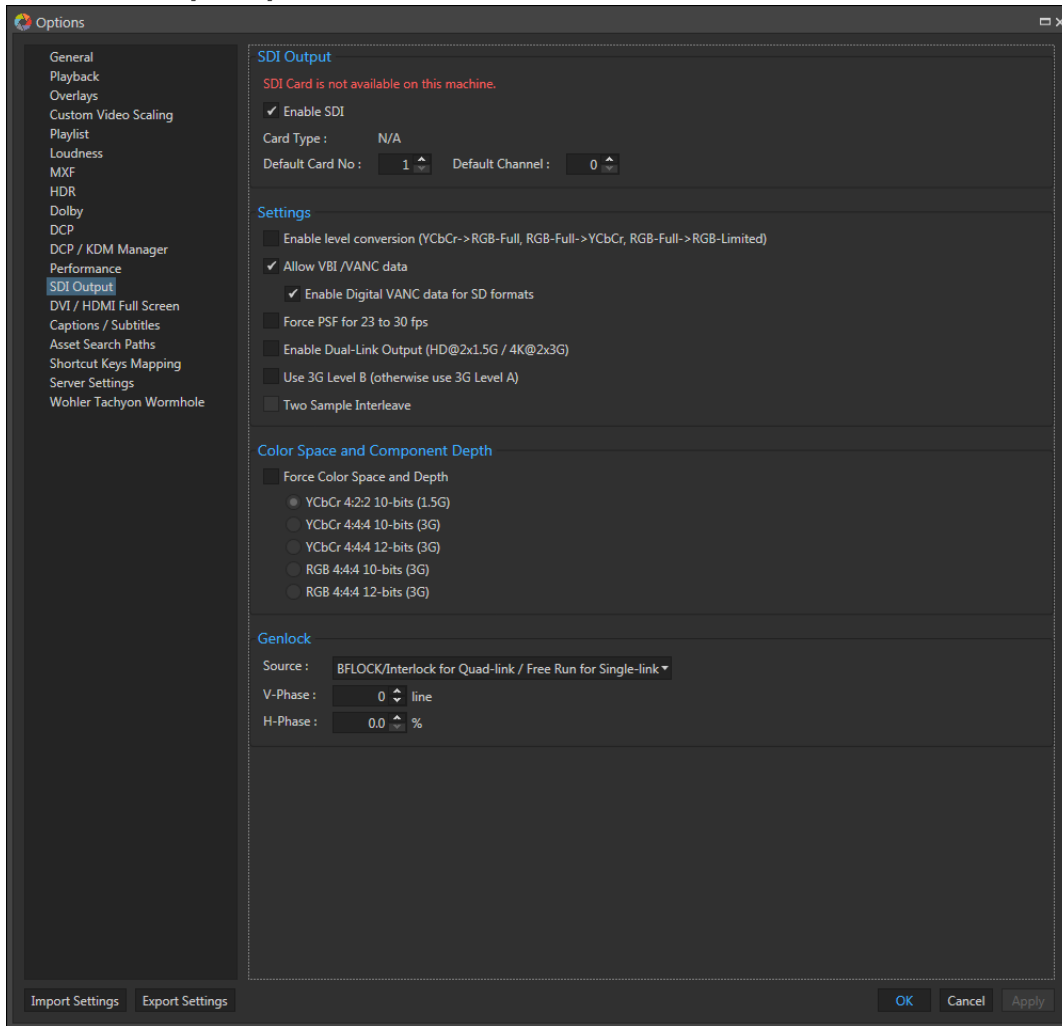 Options
General
Playback
Overlays
Custom Video Scaling
Playlist
Loudness
MXF
HDR
Dolby
DCP
DCP / KDM Manager
Performance
SDI Output
DVI / HDMI Full Screen
Captions / Subtitles
Asset Search Paths
Shortcut Keys Mapping
Server Settings
Wohler Tachyon Wormhole
SDI Output
SDI Card is not available on this machine.
Enable SDI
Card Type : N/A
Default Card No : 1 Default Channel : 0
Settings
Enable level conversion (YCbCr->RGB-Full, RGB-Full->YCbCr, RGB-Full->RGB-Limited)
Allow VBI /VANC data
Enable Digital VANC data for SD formats
Force PSF for 23 to 30 fps
Enable Dual-Link Output (HD@2x1.5G / 4K@2x3G)
Use 3G Level B (otherwise use 3G Level A)
Two Sample Interleave
Color Space and Component Depth
Force Color Space and Depth
YCbCr 4:2:2 10-bits (1.5G)
YCbCr 4:4:4 10-bits (3G)
YCbCr 4:4:4 12-bits (3G)
RGB 4:4:4 10-bits (3G)
RGB 4:4:4 12-bits (3G)
Genlock
Source : BFLOCK/Interlock for Quad-link / Free Run for Single-link
V-Phase : 0 line
H-Phase : 0.0 %
Import Settings Export Settings OK Cancel Apply